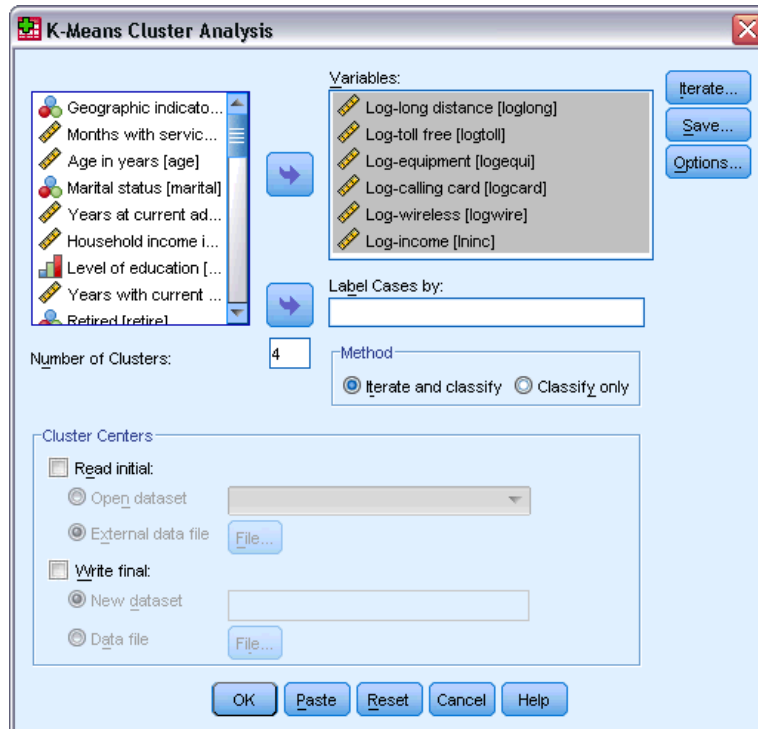 K-Means Cluster Analysis
Geographic indicato...
Months with servic...
Age in years [age]
Marital status [marital]
Years at current ad...
Household income i...
Level of education [...
Years with current ...
Retired [retire]
Variables:
Log-long distance [loglong]
Log-toll free [logtoll]
Log-equipment [logequi]
Log-calling card [logcard]
Log-wireless [logwire]
Log-income [lninc]
Iterate...
Save...
Options...
Label Cases by:
Number of Clusters:
4
Method
Iterate and classify
Classify only
Cluster Centers
Read initial:
Open dataset
External data file
File...
Write final:
New dataset
Data file
File...
OK
Paste
Reset
Cancel
Help